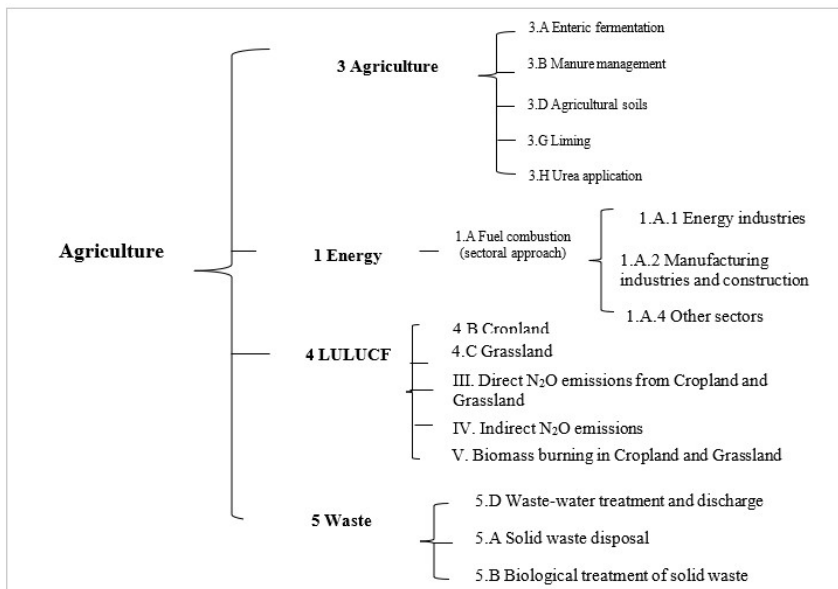 3.A Enteric fermentation
3 Agriculture
3.B Manure management
3.D Agricultural soils
3.G Liming
3.H Urea application
Agriculture
1 Energy
1.A Fuel combustion
(sectoral approach)
1.A.1 Energy industries
1.A.2 Manufacturing
industries and construction
1.A.4 Other sectors
4 LULUCF
4.B Cropland
4.C Grassland
III. Direct N₂O emissions from Cropland and
Grassland
IV. Indirect N₂O emissions
V. Biomass burning in Cropland and Grassland
5 Waste
5.D Waste-water treatment and discharge
5.A Solid waste disposal
5.B Biological treatment of solid waste